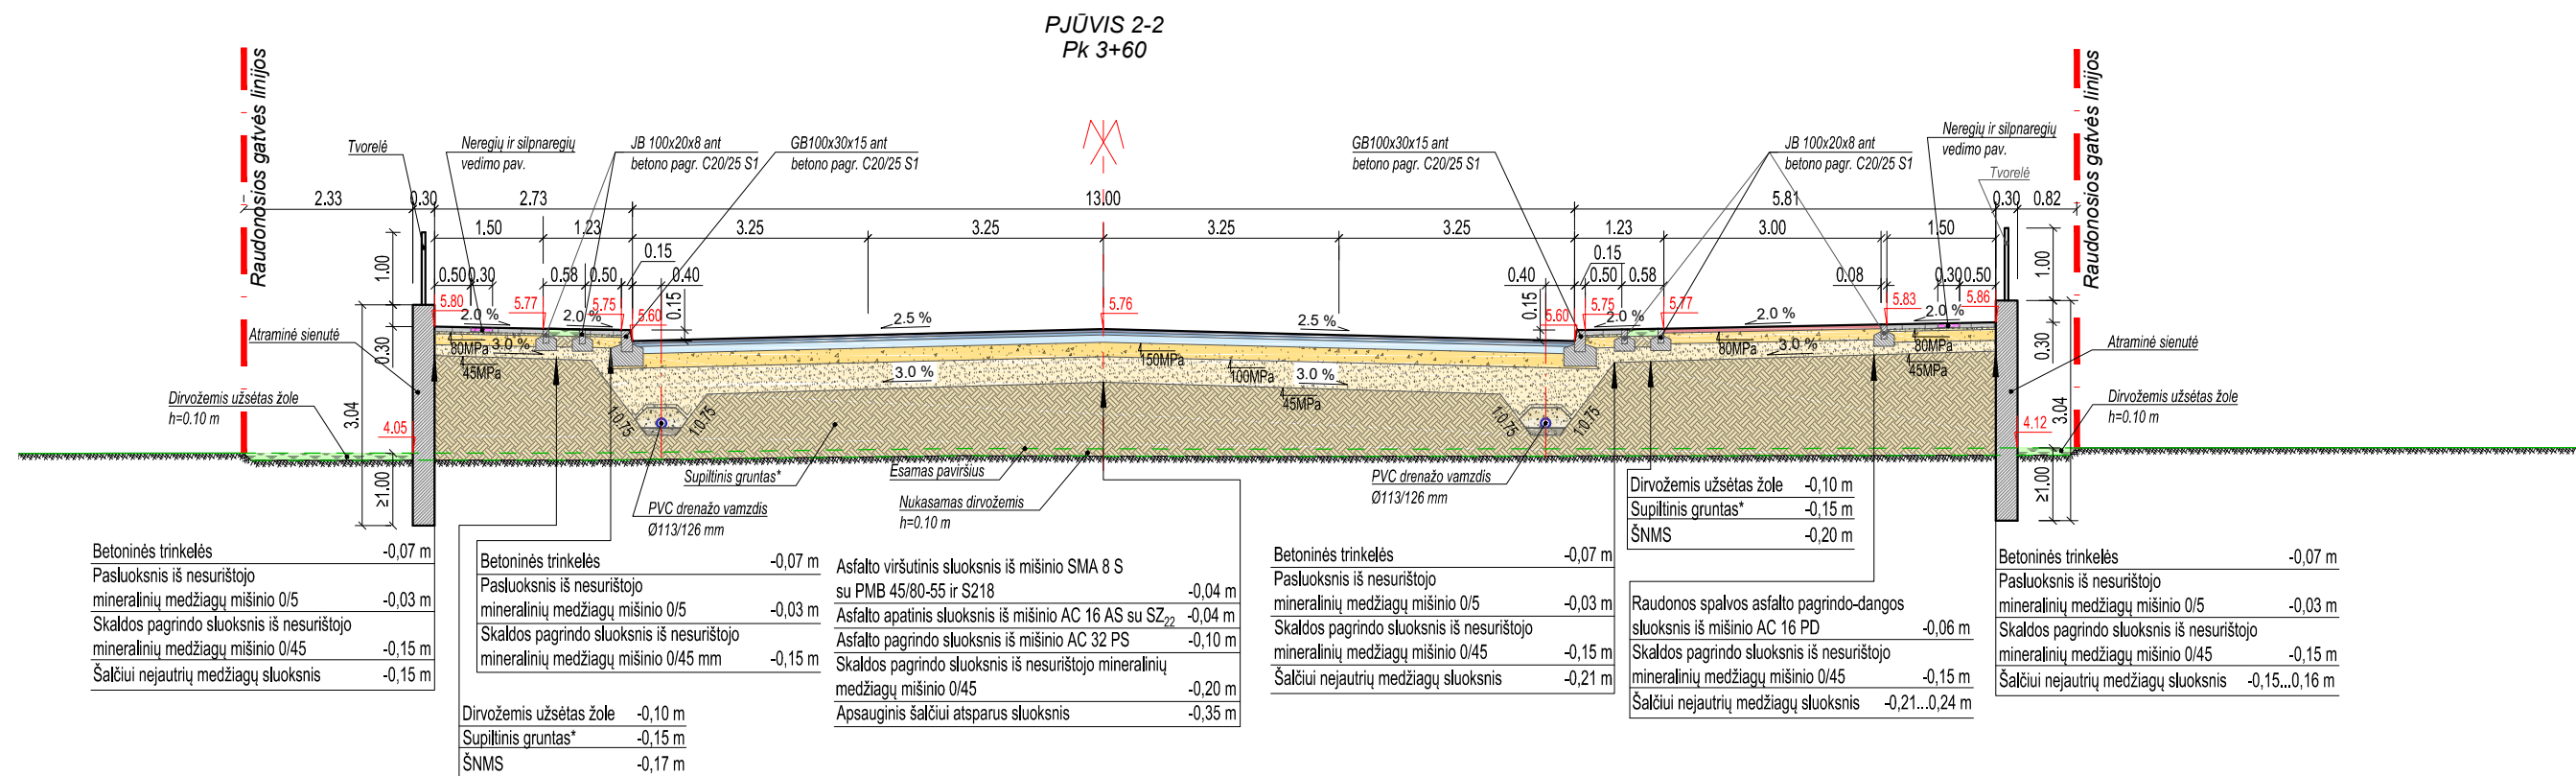 PJŪVIS 2-2
Pk 3+60
Raudonosios gatvės linijos
Raudonosios gatvės linijos
Tvorelė
Neregių ir silpnaregių
vedimo pav.
JB 100x20x8 ant
betono pagr. C20/25 S1
GB100x30x15 ant
betono pagr. C20/25 S1
GB100x30x15 ant
betono pagr. C20/25 S1
JB 100x20x8 ant
betono pagr. C20/25 S1
Neregių ir silpnaregių
vedimo pav.
Tvorelė
2.33 0.30 2.73 13.00 5.81 0.30 0.82
1.50 1.23 3.25 3.25 3.25 3.25 1.23 3.00 1.50
0.15 0.15
1.00 0.50 0.30 0.58 0.50 0.40 0.40 0.50 0.58 0.08 0.30 0.50 1.00
5.80 5.77 5.75 5.60 0.15 5.76 0.15 5.60 5.75 5.77 5.83 5.86
2.0 % 2.0 % 2.5 % 2.5 % 2.0 % 2.0 % 2.0 %
Atraminė sienutė
0.30 80MPa 3.0 % 45MPa 150MPa 100MPa 80MPa 3.0 % 80MPa 45MPa 0.30
Atraminė sienutė
3.0 % 3.0 %
45MPa
Dirvožemis užsėtas žole
h=0.10 m
3.04
4.05
1:0.75 1:0.75 1:0.75 1:0.75
4.12
3.04
Dirvožemis užsėtas žole
h=0.10 m
≥1.00
≥1.00
Supiltinis gruntas*
Esamas paviršius
PVC drenažo vamzdis
Ø113/126 mm
Nukasamas dirvožemis
h=0.10 m
PVC drenažo vamzdis
Ø113/126 mm
Dirvožemis užsėtas žole -0,10 m
Supiltinis gruntas* -0,15 m
ŠNMS -0,20 m
Betoninės trinkelės -0,07 m
Pasluoksnis iš nesurištojo
mineralinių medžiagų mišinio 0/5 -0,03 m
Skaldos pagrindo sluoksnis iš nesurištojo
mineralinių medžiagų mišinio 0/45 -0,15 m
Šalčiui nejautrių medžiagų sluoksnis -0,15 m
Betoninės trinkelės -0,07 m
Pasluoksnis iš nesurištojo
mineralinių medžiagų mišinio 0/5 -0,03 m
Skaldos pagrindo sluoksnis iš nesurištojo
mineralinių medžiagų mišinio 0/45 mm -0,15 m
Dirvožemis užsėtas žole -0,10 m
Supiltinis gruntas* -0,15 m
ŠNMS -0,17 m
Asfalto viršutinis sluoksnis iš mišinio SMA 8 S
su PMB 45/80-55 ir S218 -0,04 m
Asfalto apatinis sluoksnis iš mišinio AC 16 AS su SZ22 -0,04 m
Asfalto pagrindo sluoksnis iš mišinio AC 32 PS -0,10 m
Skaldos pagrindo sluoksnis iš nesurištojo mineralinių
medžiagų mišinio 0/45 -0,20 m
Apsauginis šalčiui atsparus sluoksnis -0,35 m
Betoninės trinkelės -0,07 m
Pasluoksnis iš nesurištojo
mineralinių medžiagų mišinio 0/5 -0,03 m
Skaldos pagrindo sluoksnis iš nesurištojo
mineralinių medžiagų mišinio 0/45 -0,15 m
Šalčiui nejautrių medžiagų sluoksnis -0,21 m
Raudonos spalvos asfalto pagrindo-dangos
sluoksnis iš mišinio AC 16 PD -0,06 m
Skaldos pagrindo sluoksnis iš nesurištojo
mineralinių medžiagų mišinio 0/45 -0,15 m
Šalčiui nejautrių medžiagų sluoksnis -0,21...0,24 m
Betoninės trinkelės -0,07 m
Pasluoksnis iš nesurištojo
mineralinių medžiagų mišinio 0/5 -0,03 m
Skaldos pagrindo sluoksnis iš nesurištojo
mineralinių medžiagų mišinio 0/45 -0,15 m
Šalčiui nejautrių medžiagų sluoksnis -0,15...0,16 m